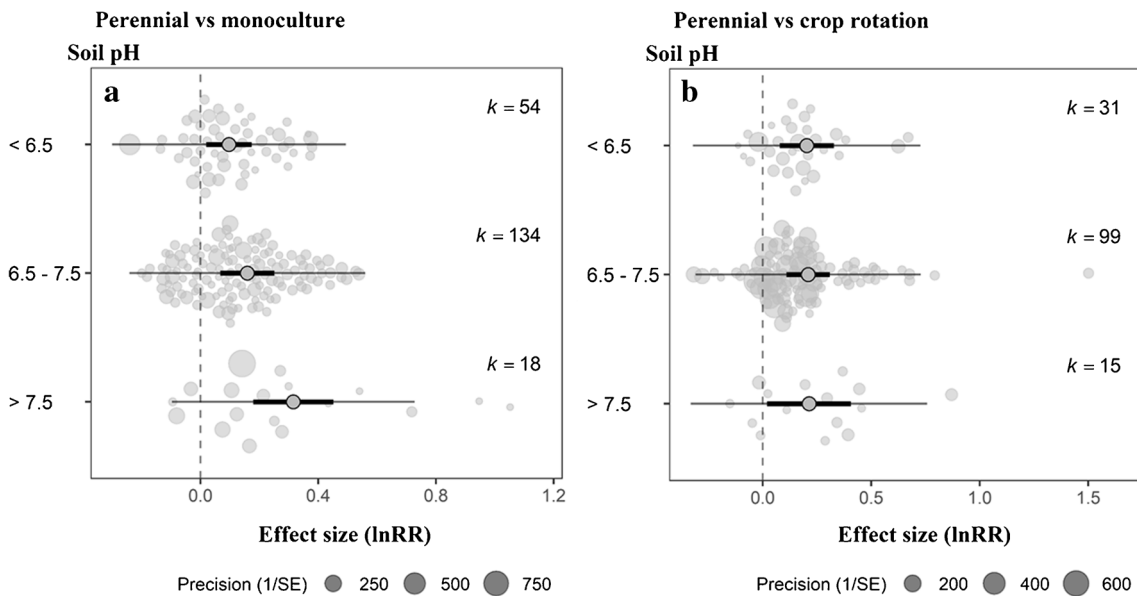 Perennial vs monoculture
Soil pH
a
k = 54
< 6.5
k = 134
6.5 - 7.5
k = 18
> 7.5
0.0 0.4 0.8 1.2
Effect size (lnRR)
Precision (1/SE) 250 500 750
Perennial vs crop rotation
Soil pH
b
k = 31
< 6.5
k = 99
6.5 - 7.5
k = 15
> 7.5
0.0 0.5 1.0 1.5
Effect size (lnRR)
Precision (1/SE) 200 400 600